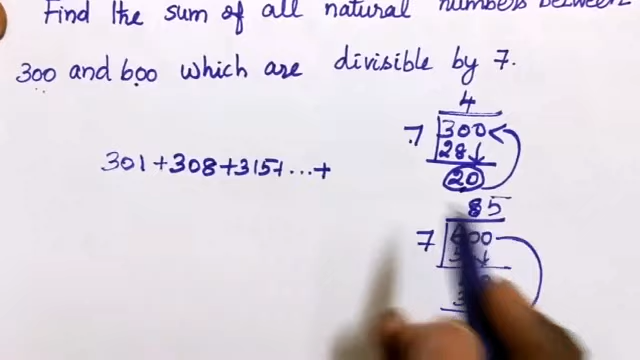 Find the sum of all natural numbers between
300 and 600 which are divisible by 7.
4
7 300
28
20
301 + 308 + 315 + ... +
85
7 600